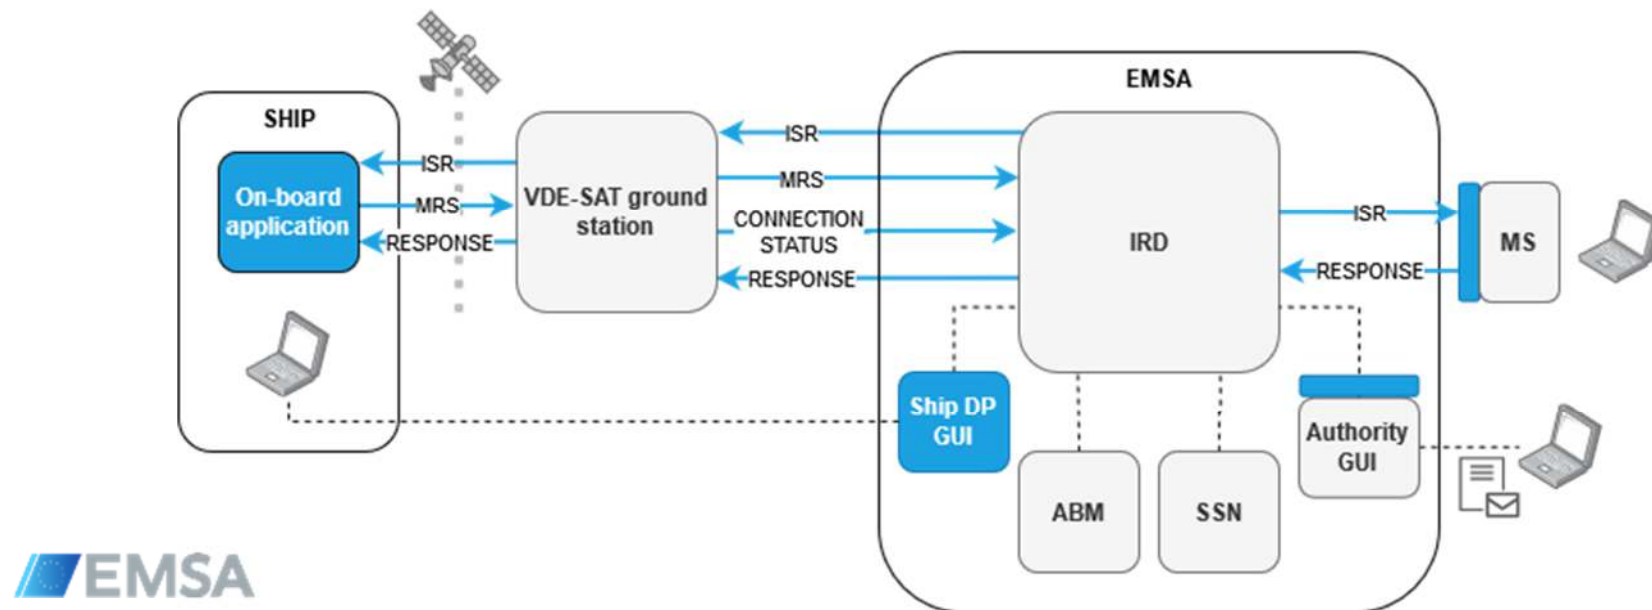 EMSA
SHIP
ISR
ISR
On-board
application
MRS
VDE-SAT ground
station
MRS
RESPONSE
CONNECTION
STATUS
RESPONSE
IRD
ISR
MS
RESPONSE
Ship DP
GUI
Authority
GUI
ABM
SSN
EMSA